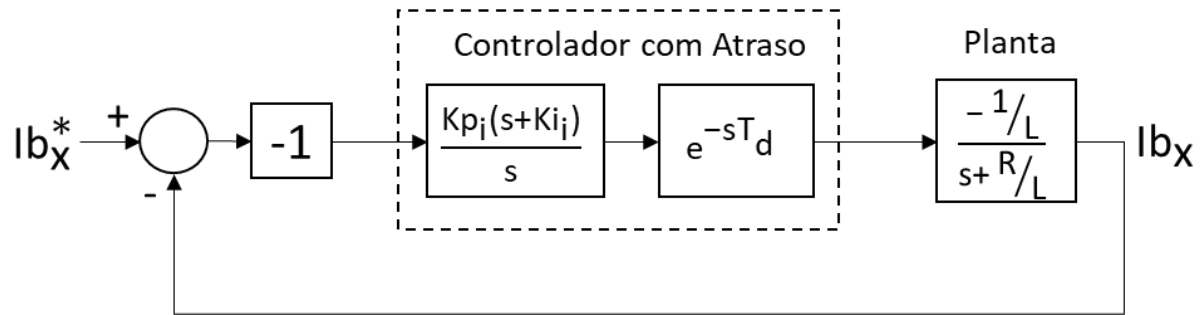 Controlador com Atraso
Planta
Ib*x
+
-
-1
Kpi(s+Kii)
s
e^-sTd
- 1/L
s+ R/L
Ibx